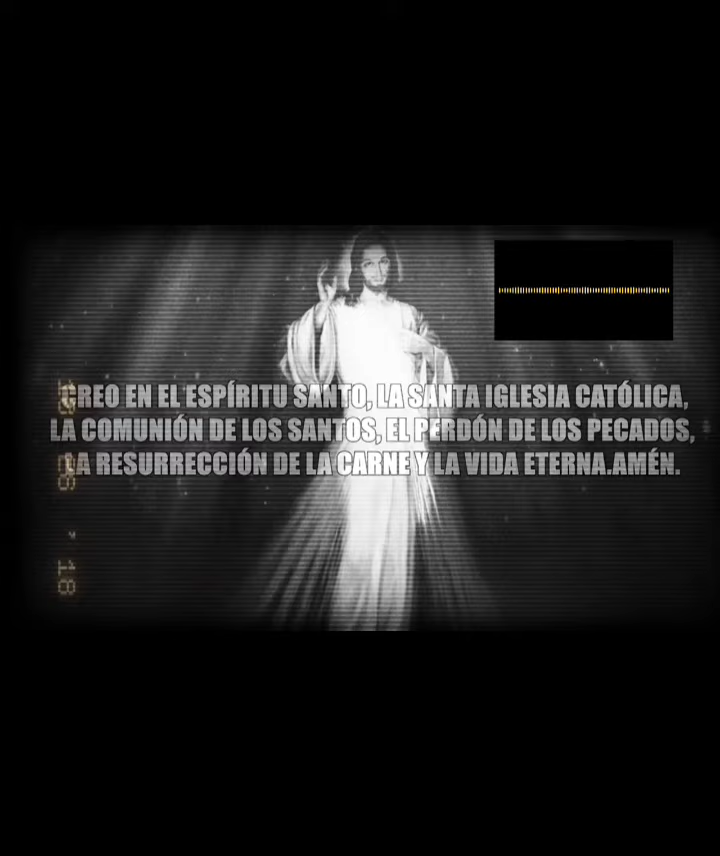 CREO EN EL ESPÍRITU SANTO, LA SANTA IGLESIA CATÓLICA,
LA COMUNIÓN DE LOS SANTOS, EL PERDÓN DE LOS PECADOS,
LA RESURRECCIÓN DE LA CARNE Y LA VIDA ETERNA.AMÉN.
' 18